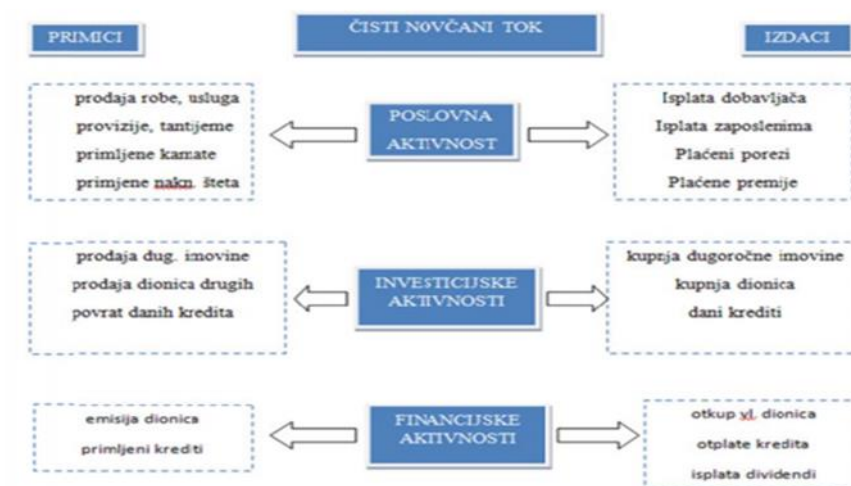 PRIMICI
ČISTI NOVČANI TOK
IZDACI
prodaja robe, usluga
provizije, tantijeme
primljene kamate
primjene nakn. šteta
POSLOVNA
AKTIVNOST
Isplata dobavljača
Isplata zaposlenima
Plaćeni porezi
Plaćene premije
prodaja dug. imovine
prodaja dionica drugih
povrat danih kredita
INVESTICIJSKE
AKTIVNOSTI
kupnja dugoročne imovine
kupnja dionica
dani krediti
emisija dionica
primljeni krediti
FINANCIJSKE
AKTIVNOSTI
otkup vl. dionica
otplate kredita
isplata dividendi